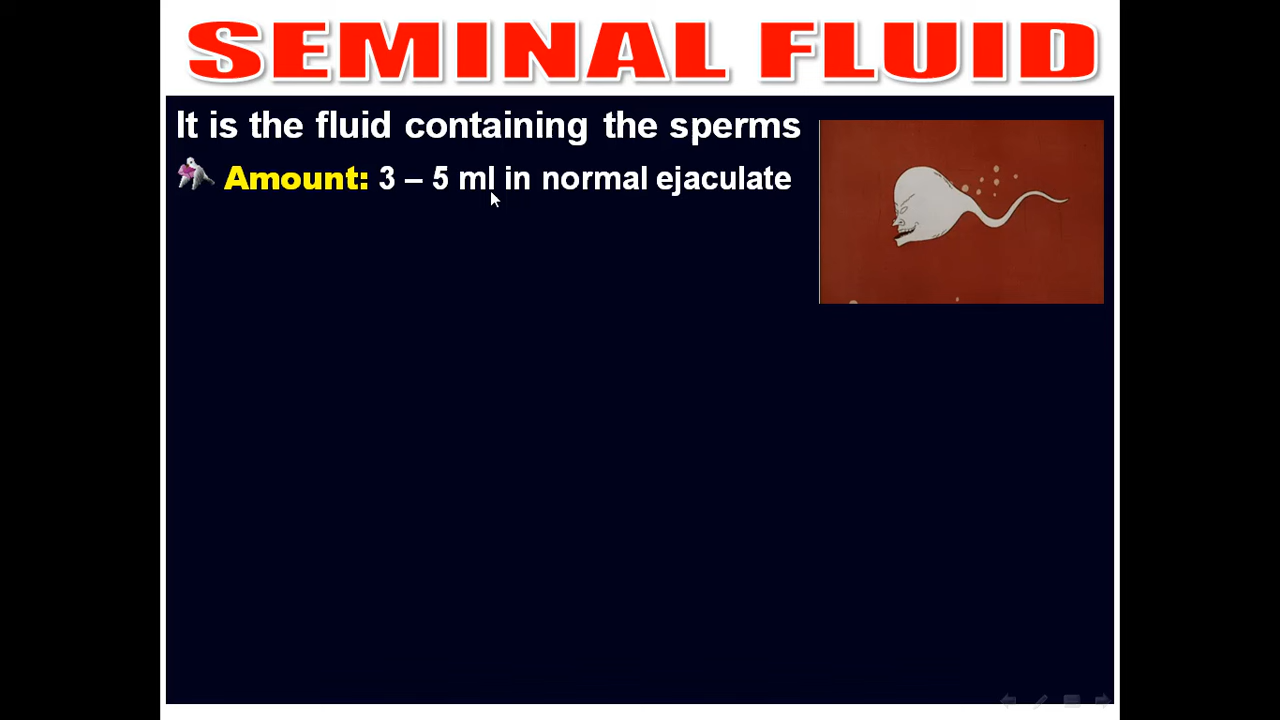 SEMINAL FLUID
It is the fluid containing the sperms
Amount: 3 – 5 ml in normal ejaculate